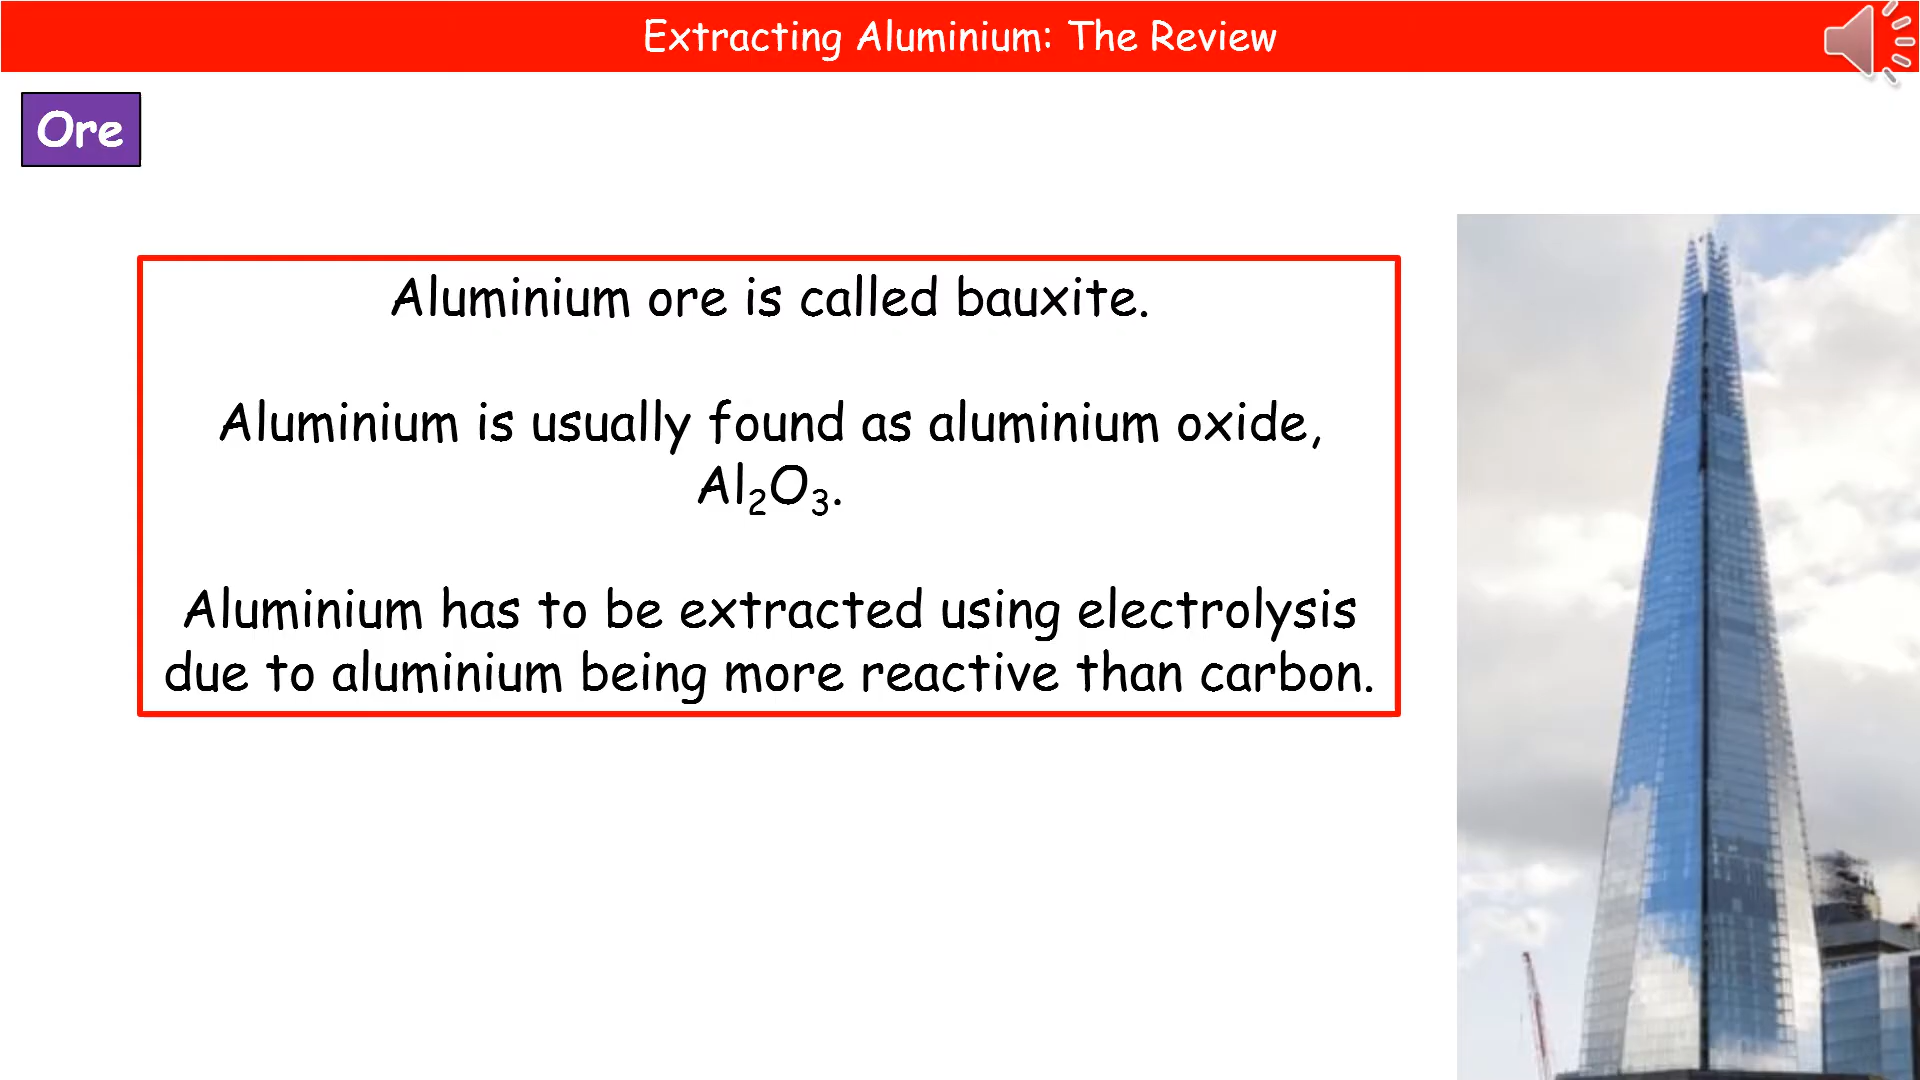 Extracting Aluminium: The Review
Ore
Aluminium ore is called bauxite.
Aluminium is usually found as aluminium oxide,
Al₂O₃.
Aluminium has to be extracted using electrolysis
due to aluminium being more reactive than carbon.